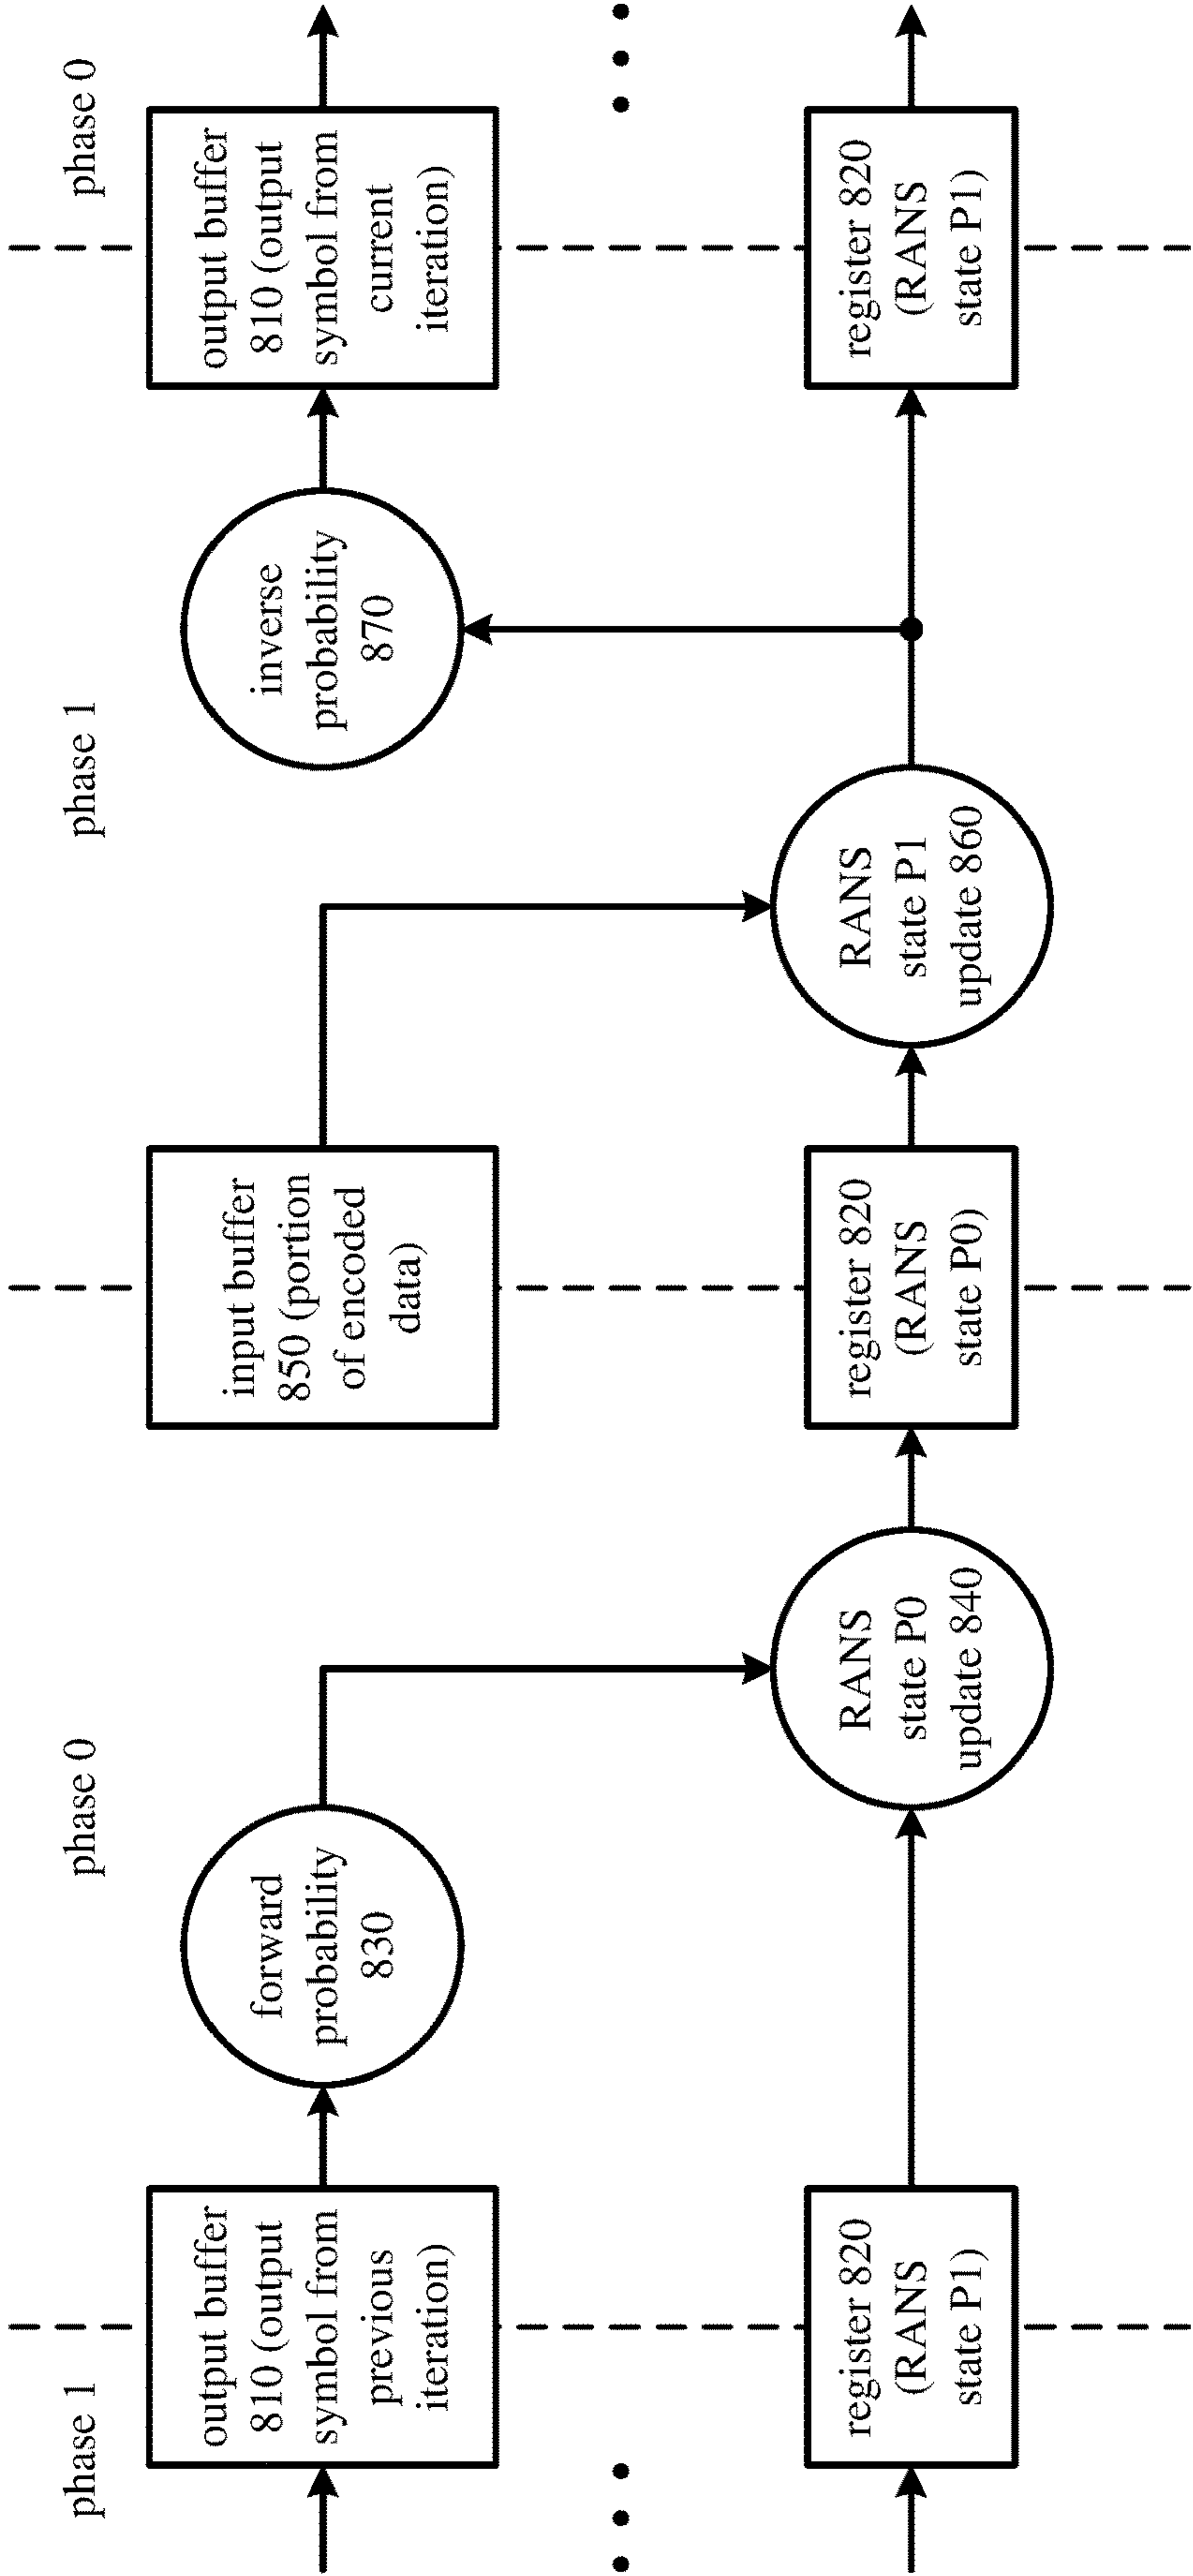 phase 1
phase 0
phase 1
phase 0
output buffer
810 (output
symbol from
previous
iteration)
forward
probability
830
input buffer
850 (portion
of encoded
data)
inverse
probability
870
output buffer
810 (output
symbol from
current
iteration)
register 820
(RANS
state P1)
RANS
state P0
update 840
register 820
(RANS
state P0)
RANS
state P1
update 860
register 820
(RANS
state P1)